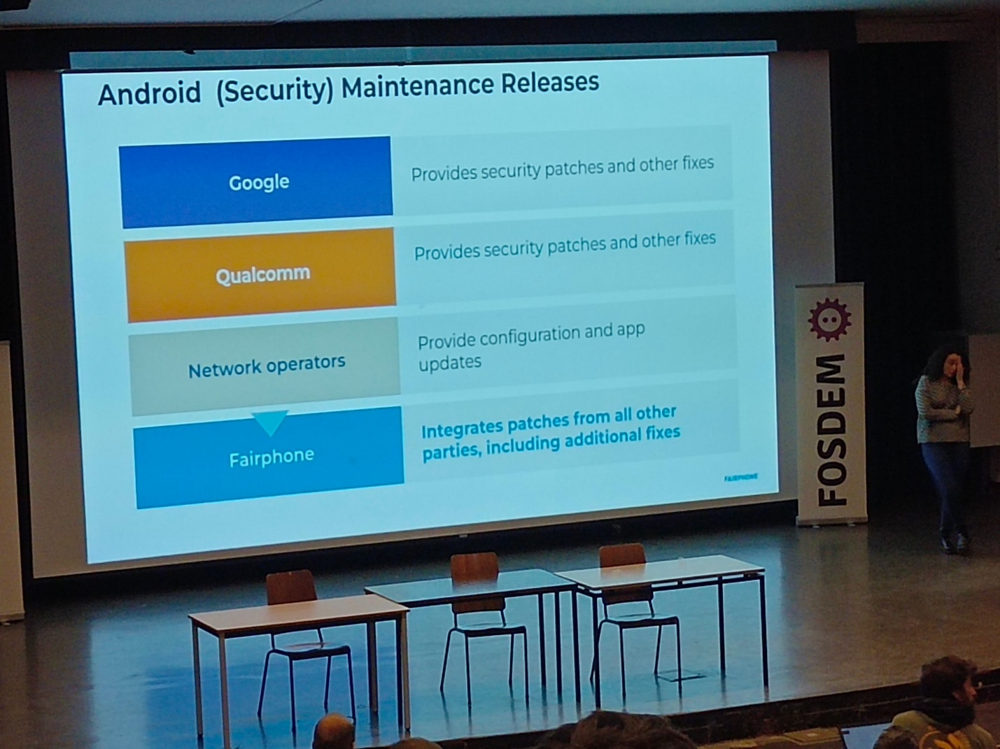 Android (Security) Maintenance Releases
Google
Provides security patches and other fixes
Qualcomm
Provides security patches and other fixes
Network operators
Provide configuration and app
updates
Fairphone
Integrates patches from all other
parties, including additional fixes
FAIRPHONE
FOSDEM